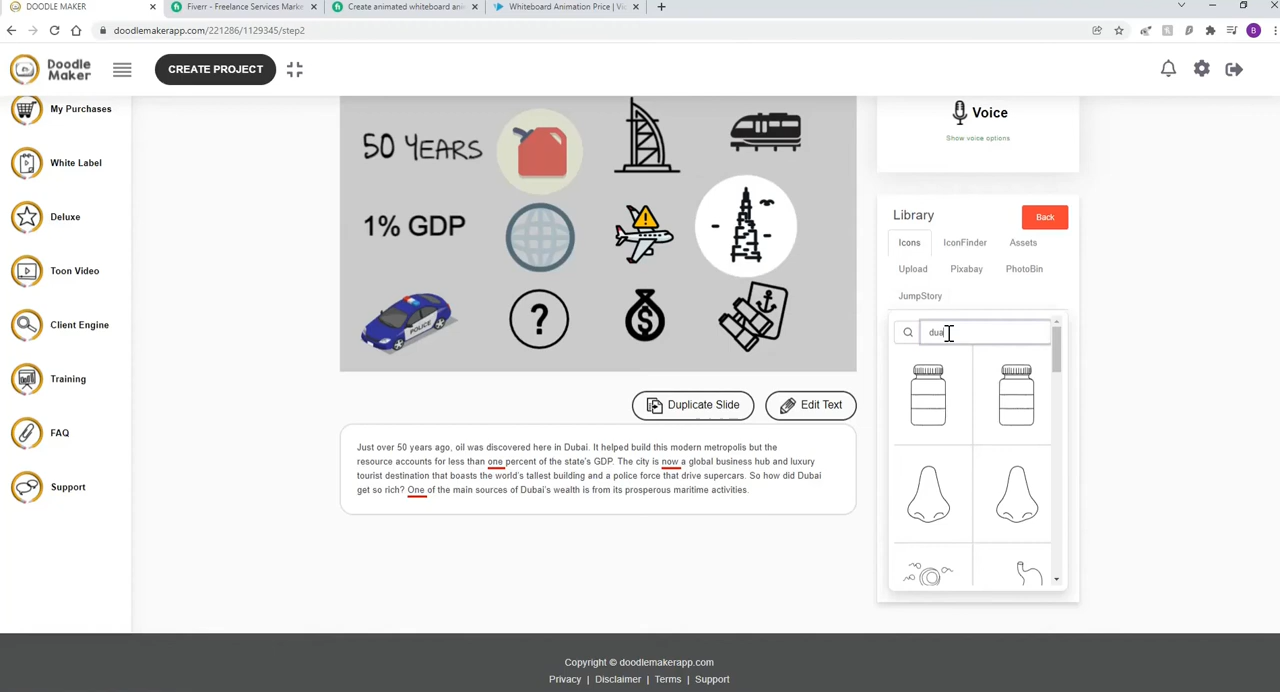 DOODLE MAKER
Fiverr - Freelance Services Marke
Create animated whiteboard ani
Whiteboard Animation Price | Vi
doodlemakerapp.com/221286/1129345/step2
B
Doodle
Maker
CREATE PROJECT
My Purchases
White Label
Deluxe
Toon Video
Client Engine
Training
FAQ
Support
50 YEARS
1% GDP
POLICE
?
$
Duplicate Slide
Edit Text
Just over 50 years ago, oil was discovered here in Dubai. It helped build this modern metropolis but the
resource accounts for less than one percent of the state's GDP. The city is now a global business hub and luxury
tourist destination that boasts the world's tallest building and a police force that drive supercars. So how did Dubai
get so rich? One of the main sources of Dubai's wealth is from its prosperous maritime activities.
Voice
Show voice options
Library
Back
Icons IconFinder Assets
Upload Pixabay PhotoBin
JumpStory
dua
Copyright © doodlemakerapp.com
Privacy | Disclaimer | Terms | Support